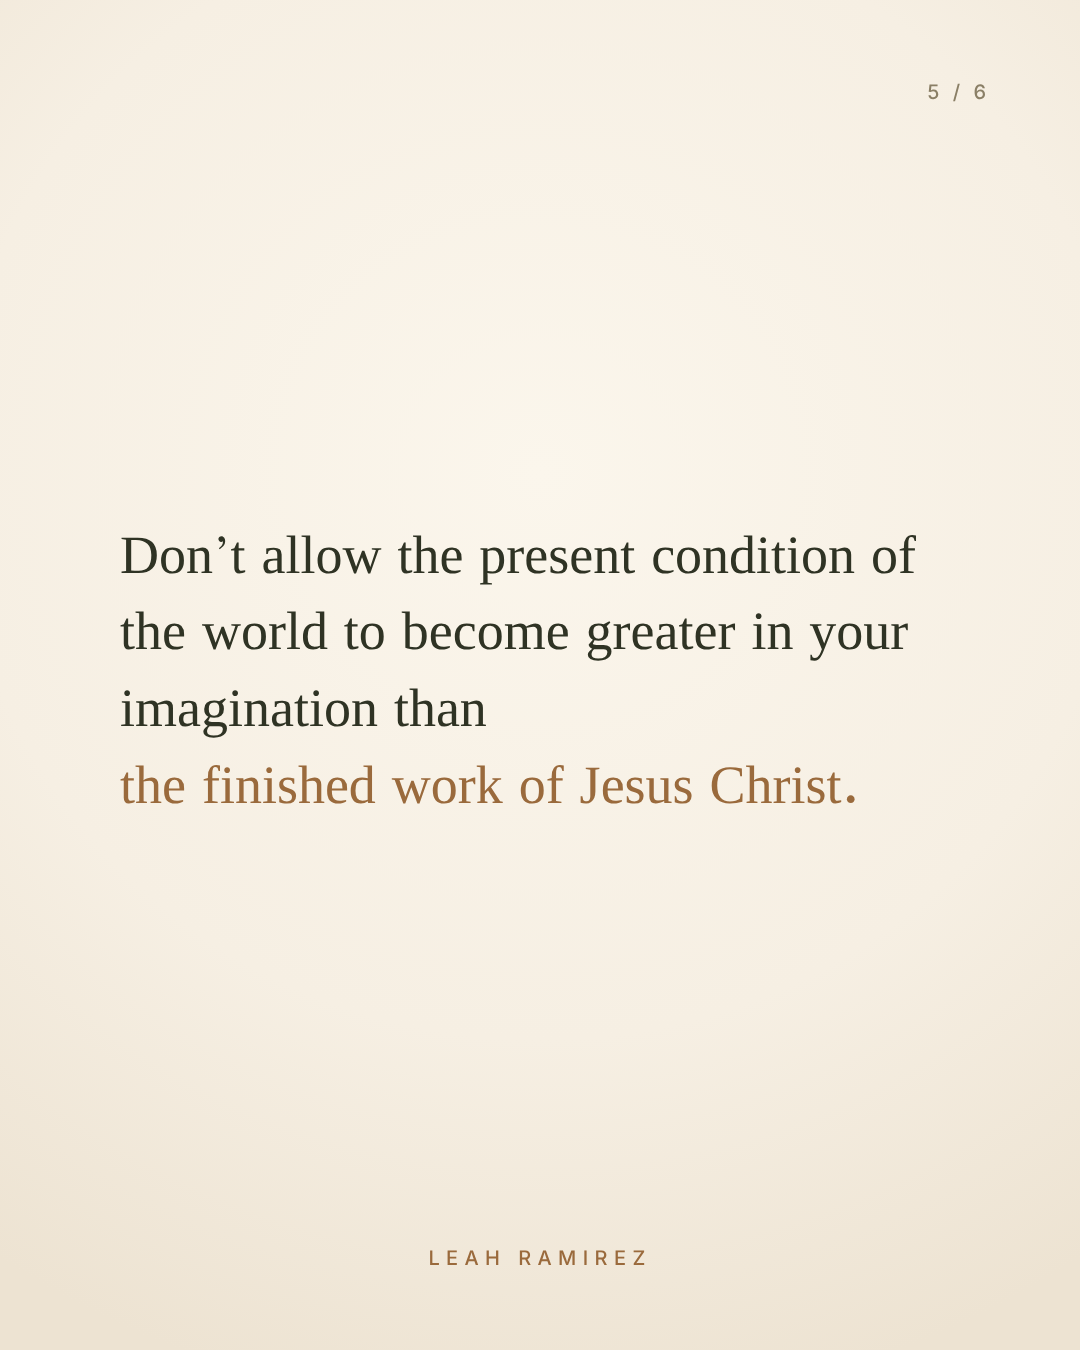 5 / 6
Don’t allow the present condition of
the world to become greater in your
imagination than
the finished work of Jesus Christ.
LEAH RAMIREZ